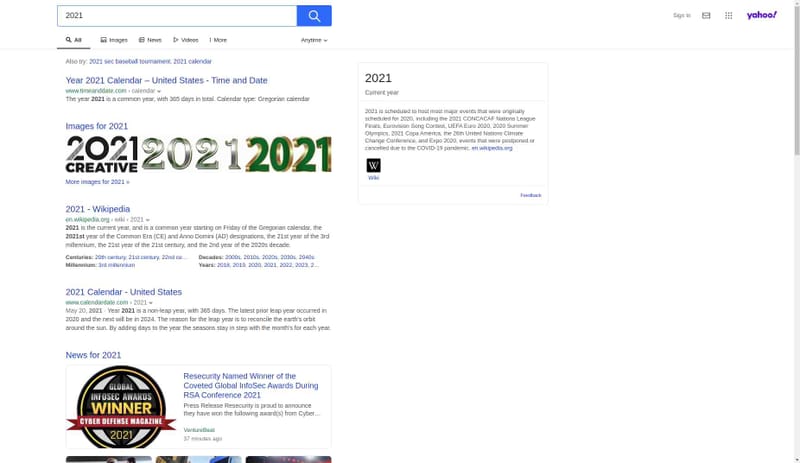 2021
Sign In
yahoo!
All
Images
News
Videos
More
Anytime
Also try: 2021 sec baseball tournament, 2021 calendar
Year 2021 Calendar – United States - Time and Date
www.timeanddate.com › calendar
The year 2021 is a common year, with 365 days in total. Calendar type: Gregorian calendar
Images for 2021
2021
CREATIVE
2021
2021
More images for 2021 »
2021 - Wikipedia
en.wikipedia.org › wiki › 2021
2021 is the current year, and is a common year starting on Friday of the Gregorian calendar, the
2021st year of the Common Era (CE) and Anno Domini (AD) designations, the 21st year of the 3rd
millennium, the 21st year of the 21st century, and the 2nd year of the 2020s decade.
Centuries: 20th century, 21st century, 22nd ce...
Decades: 2000s, 2010s, 2020s, 2030s, 2040s
Millennium: 3rd millennium
Years: 2018, 2019, 2020, 2021, 2022, 2023, 2...
2021 Calendar - United States
www.calendardate.com › 2021
May 20, 2021 · Year 2021 is a non-leap year, with 365 days. The latest prior leap year occurred in
2020 and the next will be in 2024. The reason for the leap year is to reconcile the earth's orbit
around the sun. By adding days to the year the seasons stay in step with the month's for each year.
News for 2021
GLOBAL
INFOSEC AWARDS
WINNER
CYBER DEFENSE MAGAZINE
2021
Resecurity Named Winner of the
Coveted Global InfoSec Awards During
RSA Conference 2021
Press Release Resecurity is proud to announce
they have won the following award(s) from Cyber...
VentureBeat
37 minutes ago
2021
Current year
2021 is scheduled to host most major events that were originally
scheduled for 2020, including the 2021 CONCACAF Nations League
Finals, Eurovision Song Contest, UEFA Euro 2020, 2020 Summer
Olympics, 2021 Copa América, the 26th United Nations Climate
Change Conference, and Expo 2020, events that were postponed or
cancelled due to the COVID-19 pandemic. en.wikipedia.org
W
Wiki
Feedback